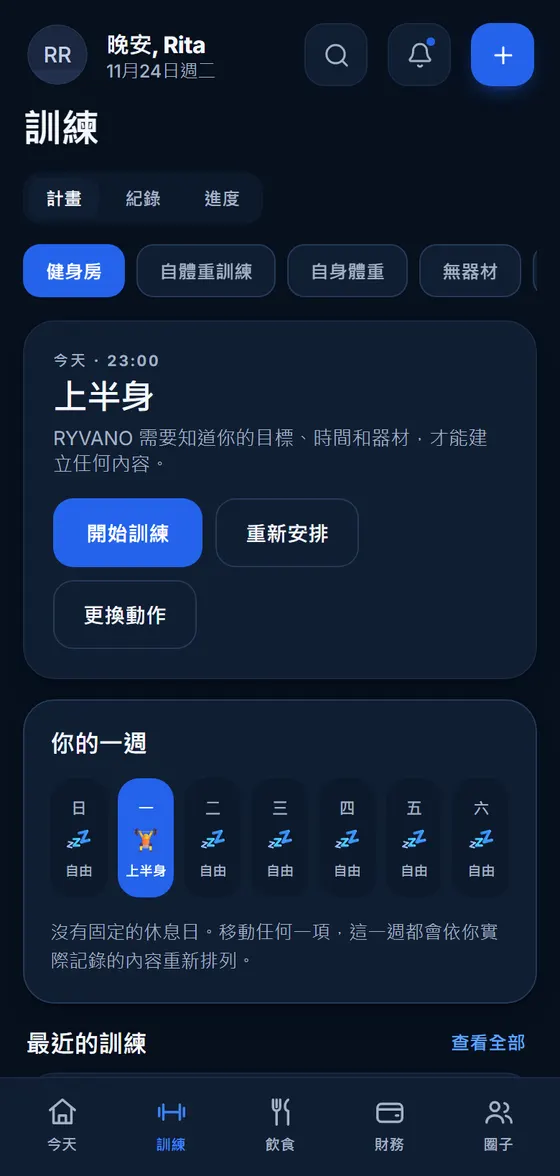 RR
晚安, Rita
11月24日週二
訓練
計畫 紀錄 進度
健身房 自體重訓練 自身體重 無器材
今天 · 23:00
上半身
RYVANO 需要知道你的目標、時間和器材，才能建
立任何內容。
開始訓練 重新安排
更換動作
你的一週
日 一 二 三 四 五 六
自由 上半身 自由 自由 自由 自由 自由
沒有固定的休息日。移動任何一項，這一週都會依你實
際記錄的內容重新排列。
最近的訓練 查看全部
今天 訓練 飲食 財務 圈子